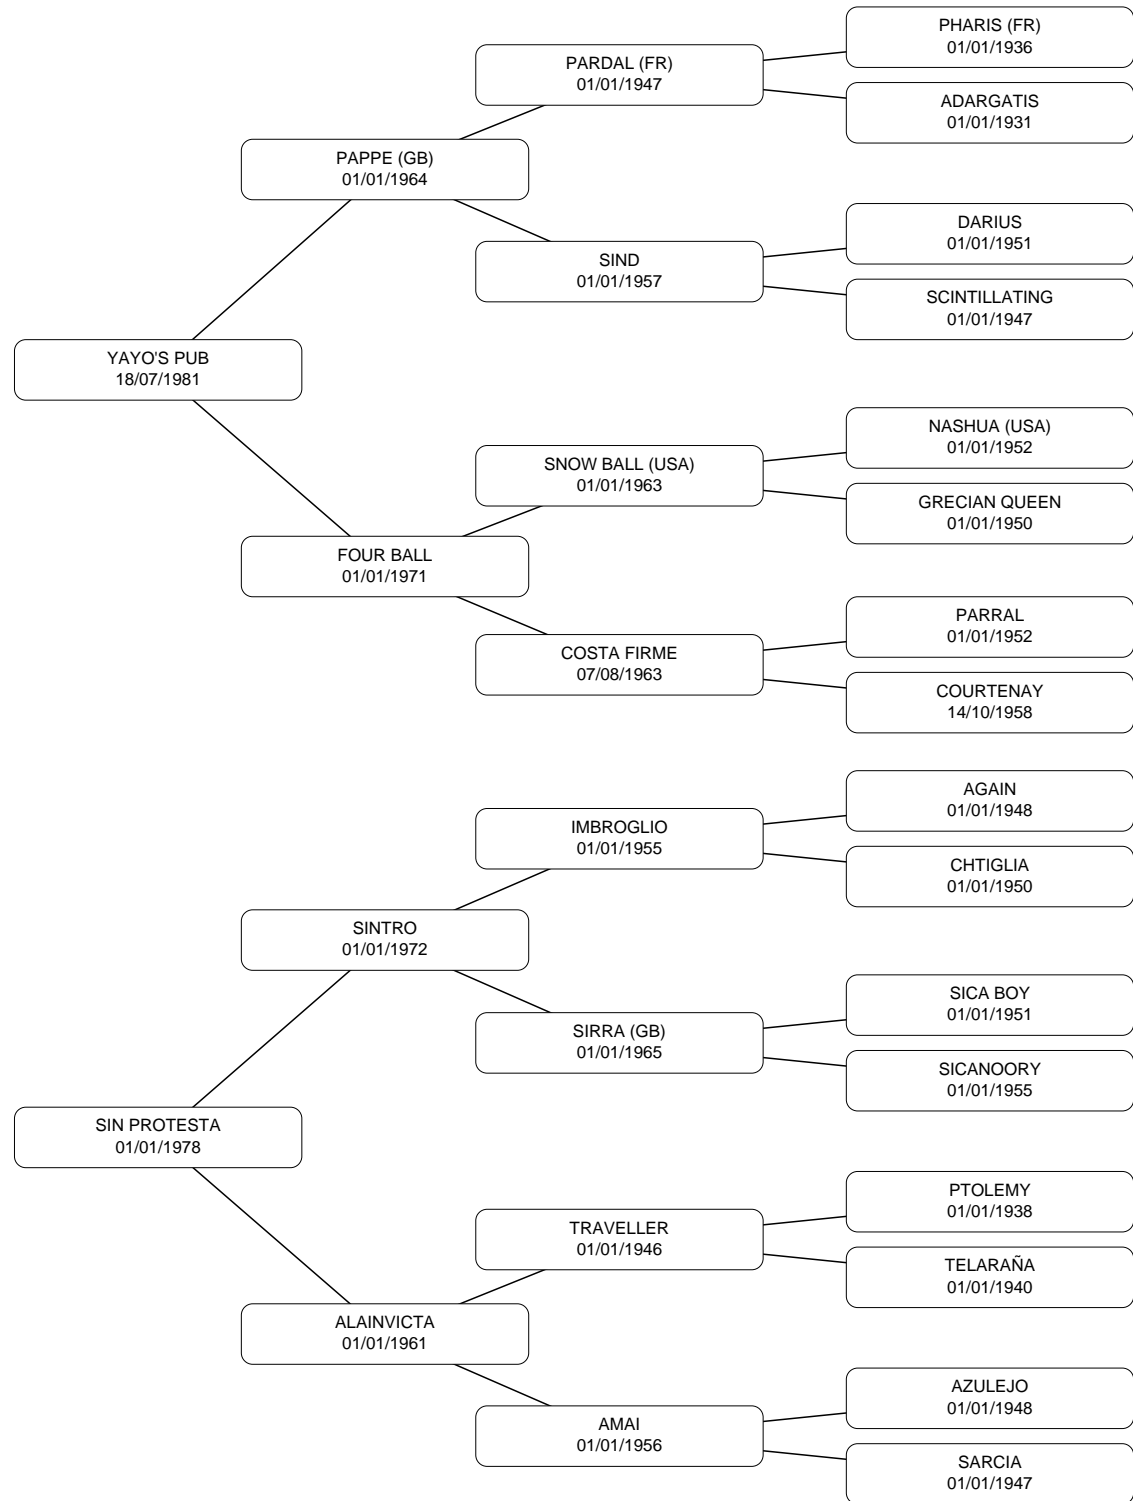 PHARIS (FR)
01/01/1936
PARDAL (FR)
01/01/1947
ADARGATIS
01/01/1931
PAPPE (GB)
01/01/1964
DARIUS
01/01/1951
SIND
01/01/1957
SCINTILLATING
01/01/1947
YAYO'S PUB
18/07/1981
NASHUA (USA)
01/01/1952
SNOW BALL (USA)
01/01/1963
GRECIAN QUEEN
01/01/1950
FOUR BALL
01/01/1971
PARRAL
01/01/1952
COSTA FIRME
07/08/1963
COURTENAY
14/10/1958
AGAIN
01/01/1948
IMBROGLIO
01/01/1955
CHTIGLIA
01/01/1950
SINTRO
01/01/1972
SICA BOY
01/01/1951
SIRRA (GB)
01/01/1965
SICANOORY
01/01/1955
SIN PROTESTA
01/01/1978
PTOLEMY
01/01/1938
TRAVELLER
01/01/1946
TELARAÑA
01/01/1940
ALAINVICTA
01/01/1961
AZULEJO
01/01/1948
AMAI
01/01/1956
SARCIA
01/01/1947